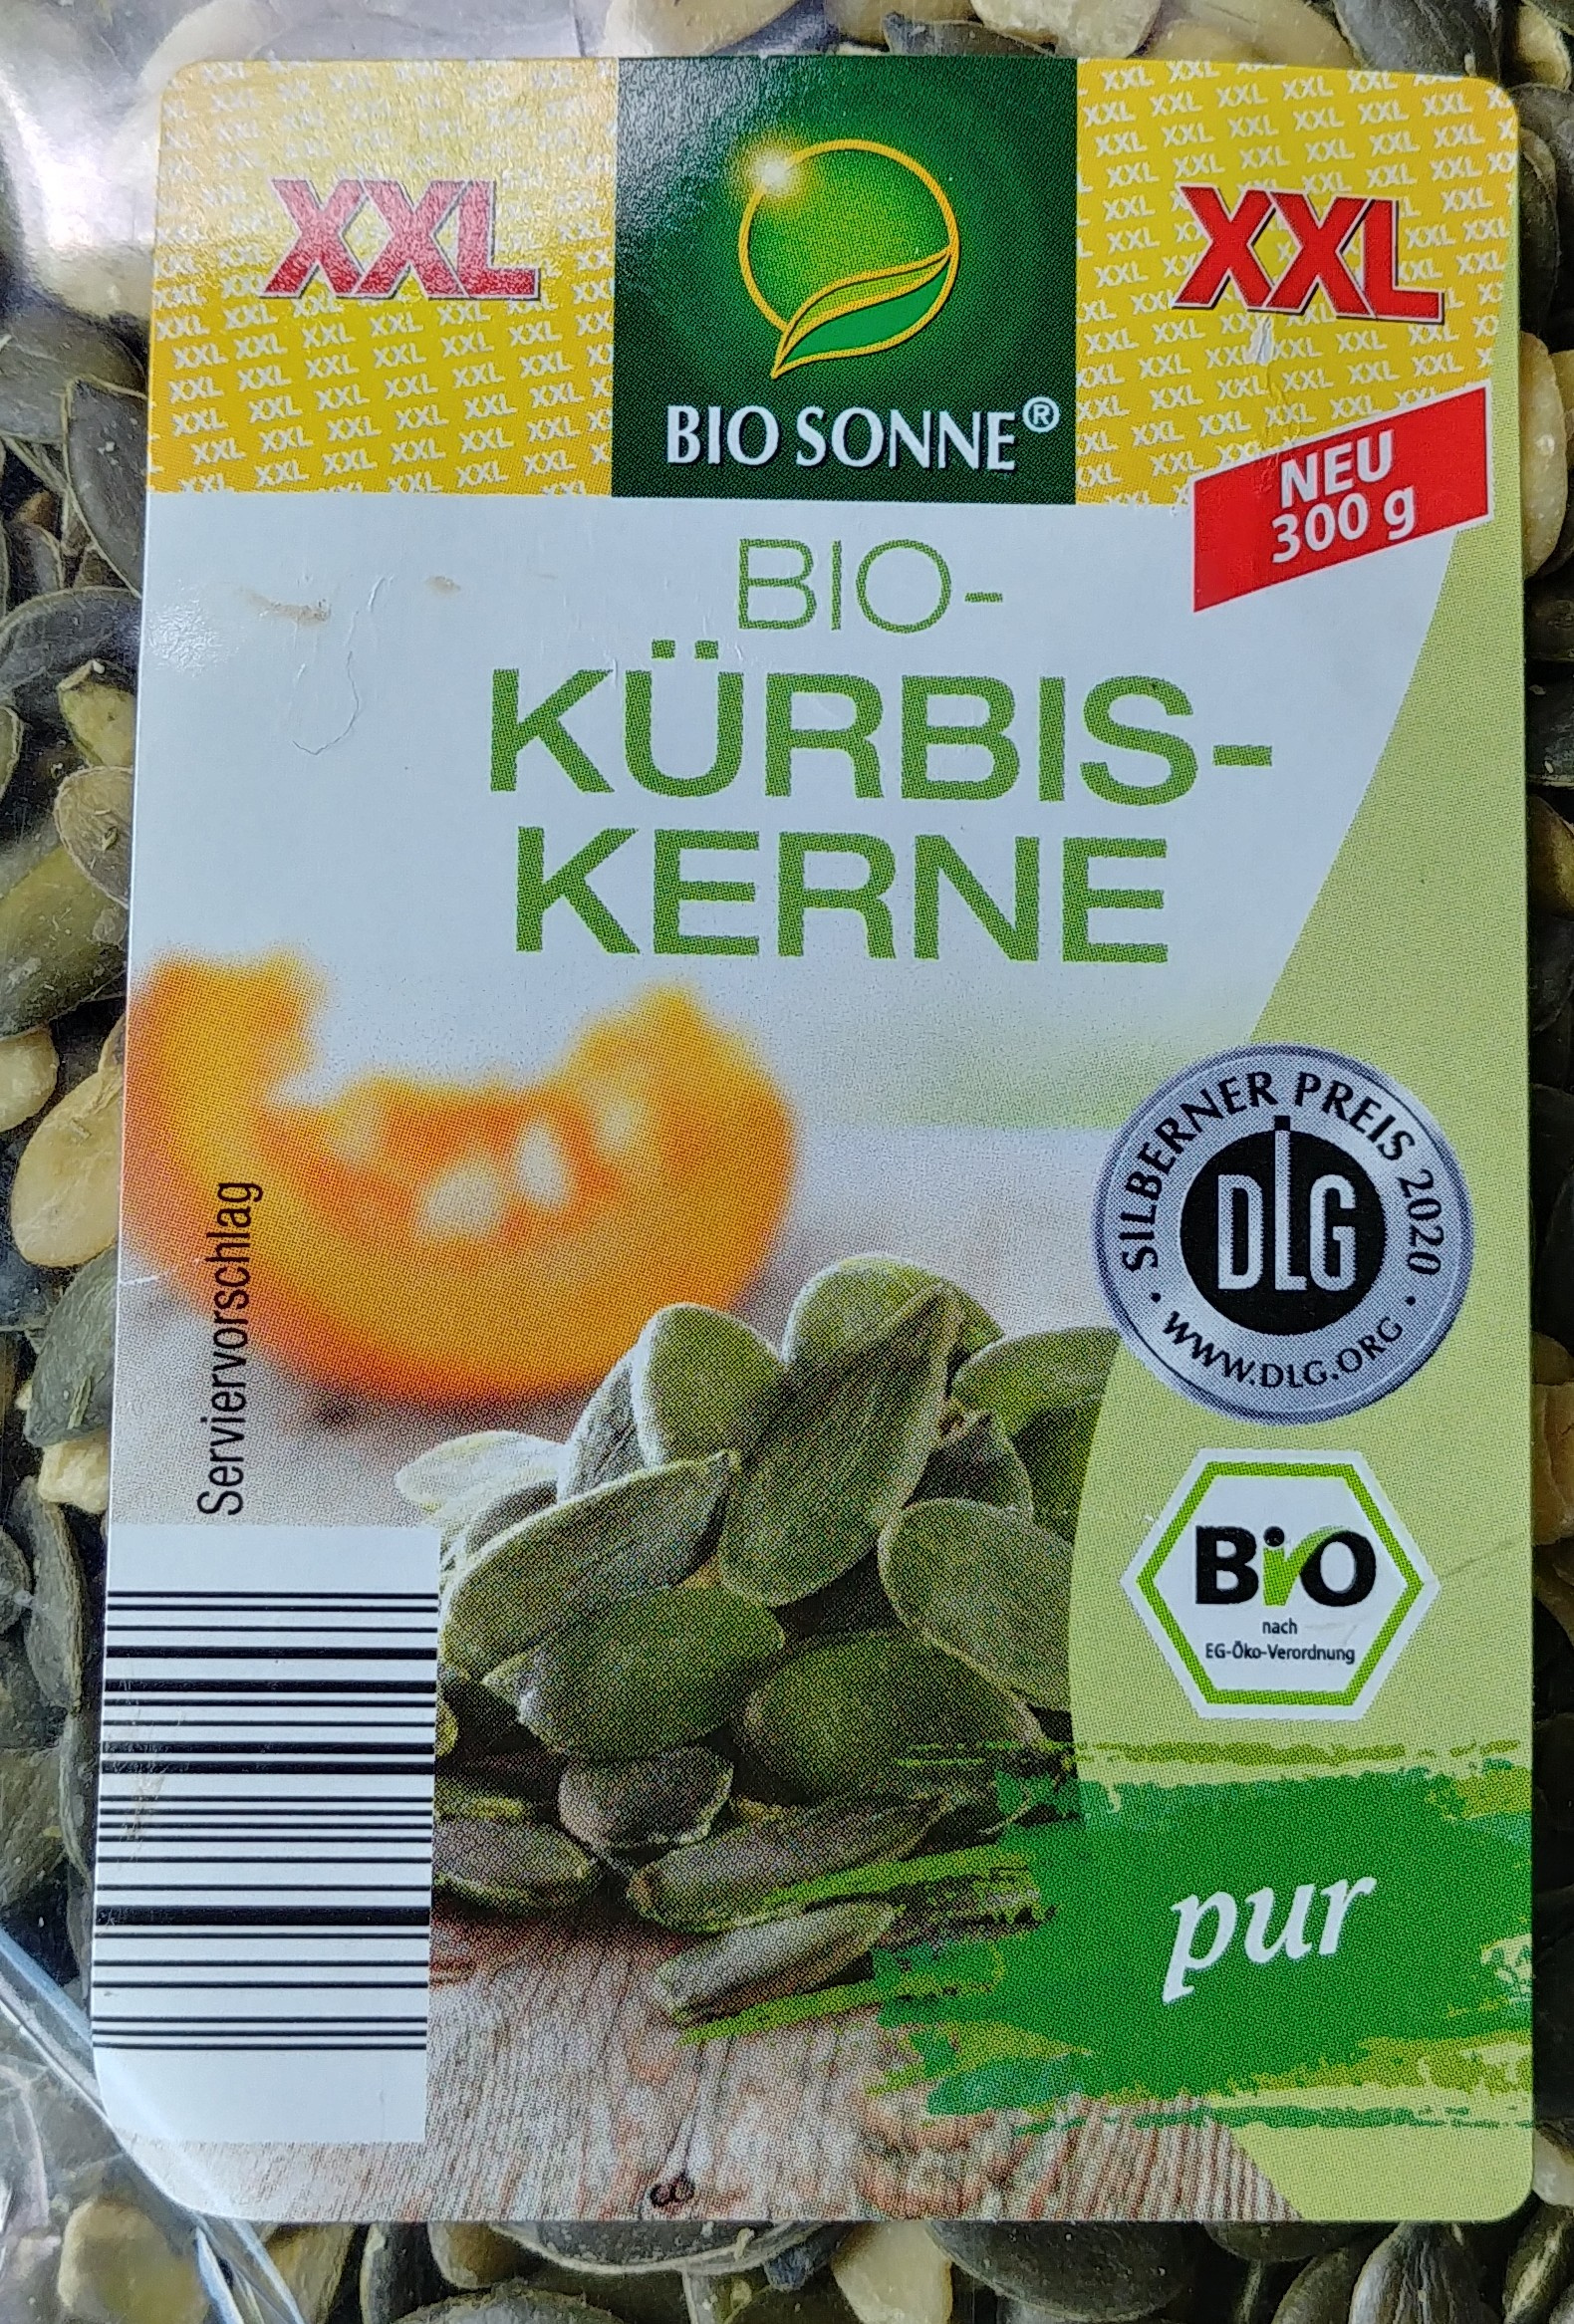 XXL
XXL
BIO SONNE®
NEU
300 g
BIO-
KÜRBIS-
KERNE
SILBERNER PREIS 2020
DLG
· WWW.DLG.ORG ·
Serviervorschlag
Bio
nach
EG-Öko-Verordnung
pur